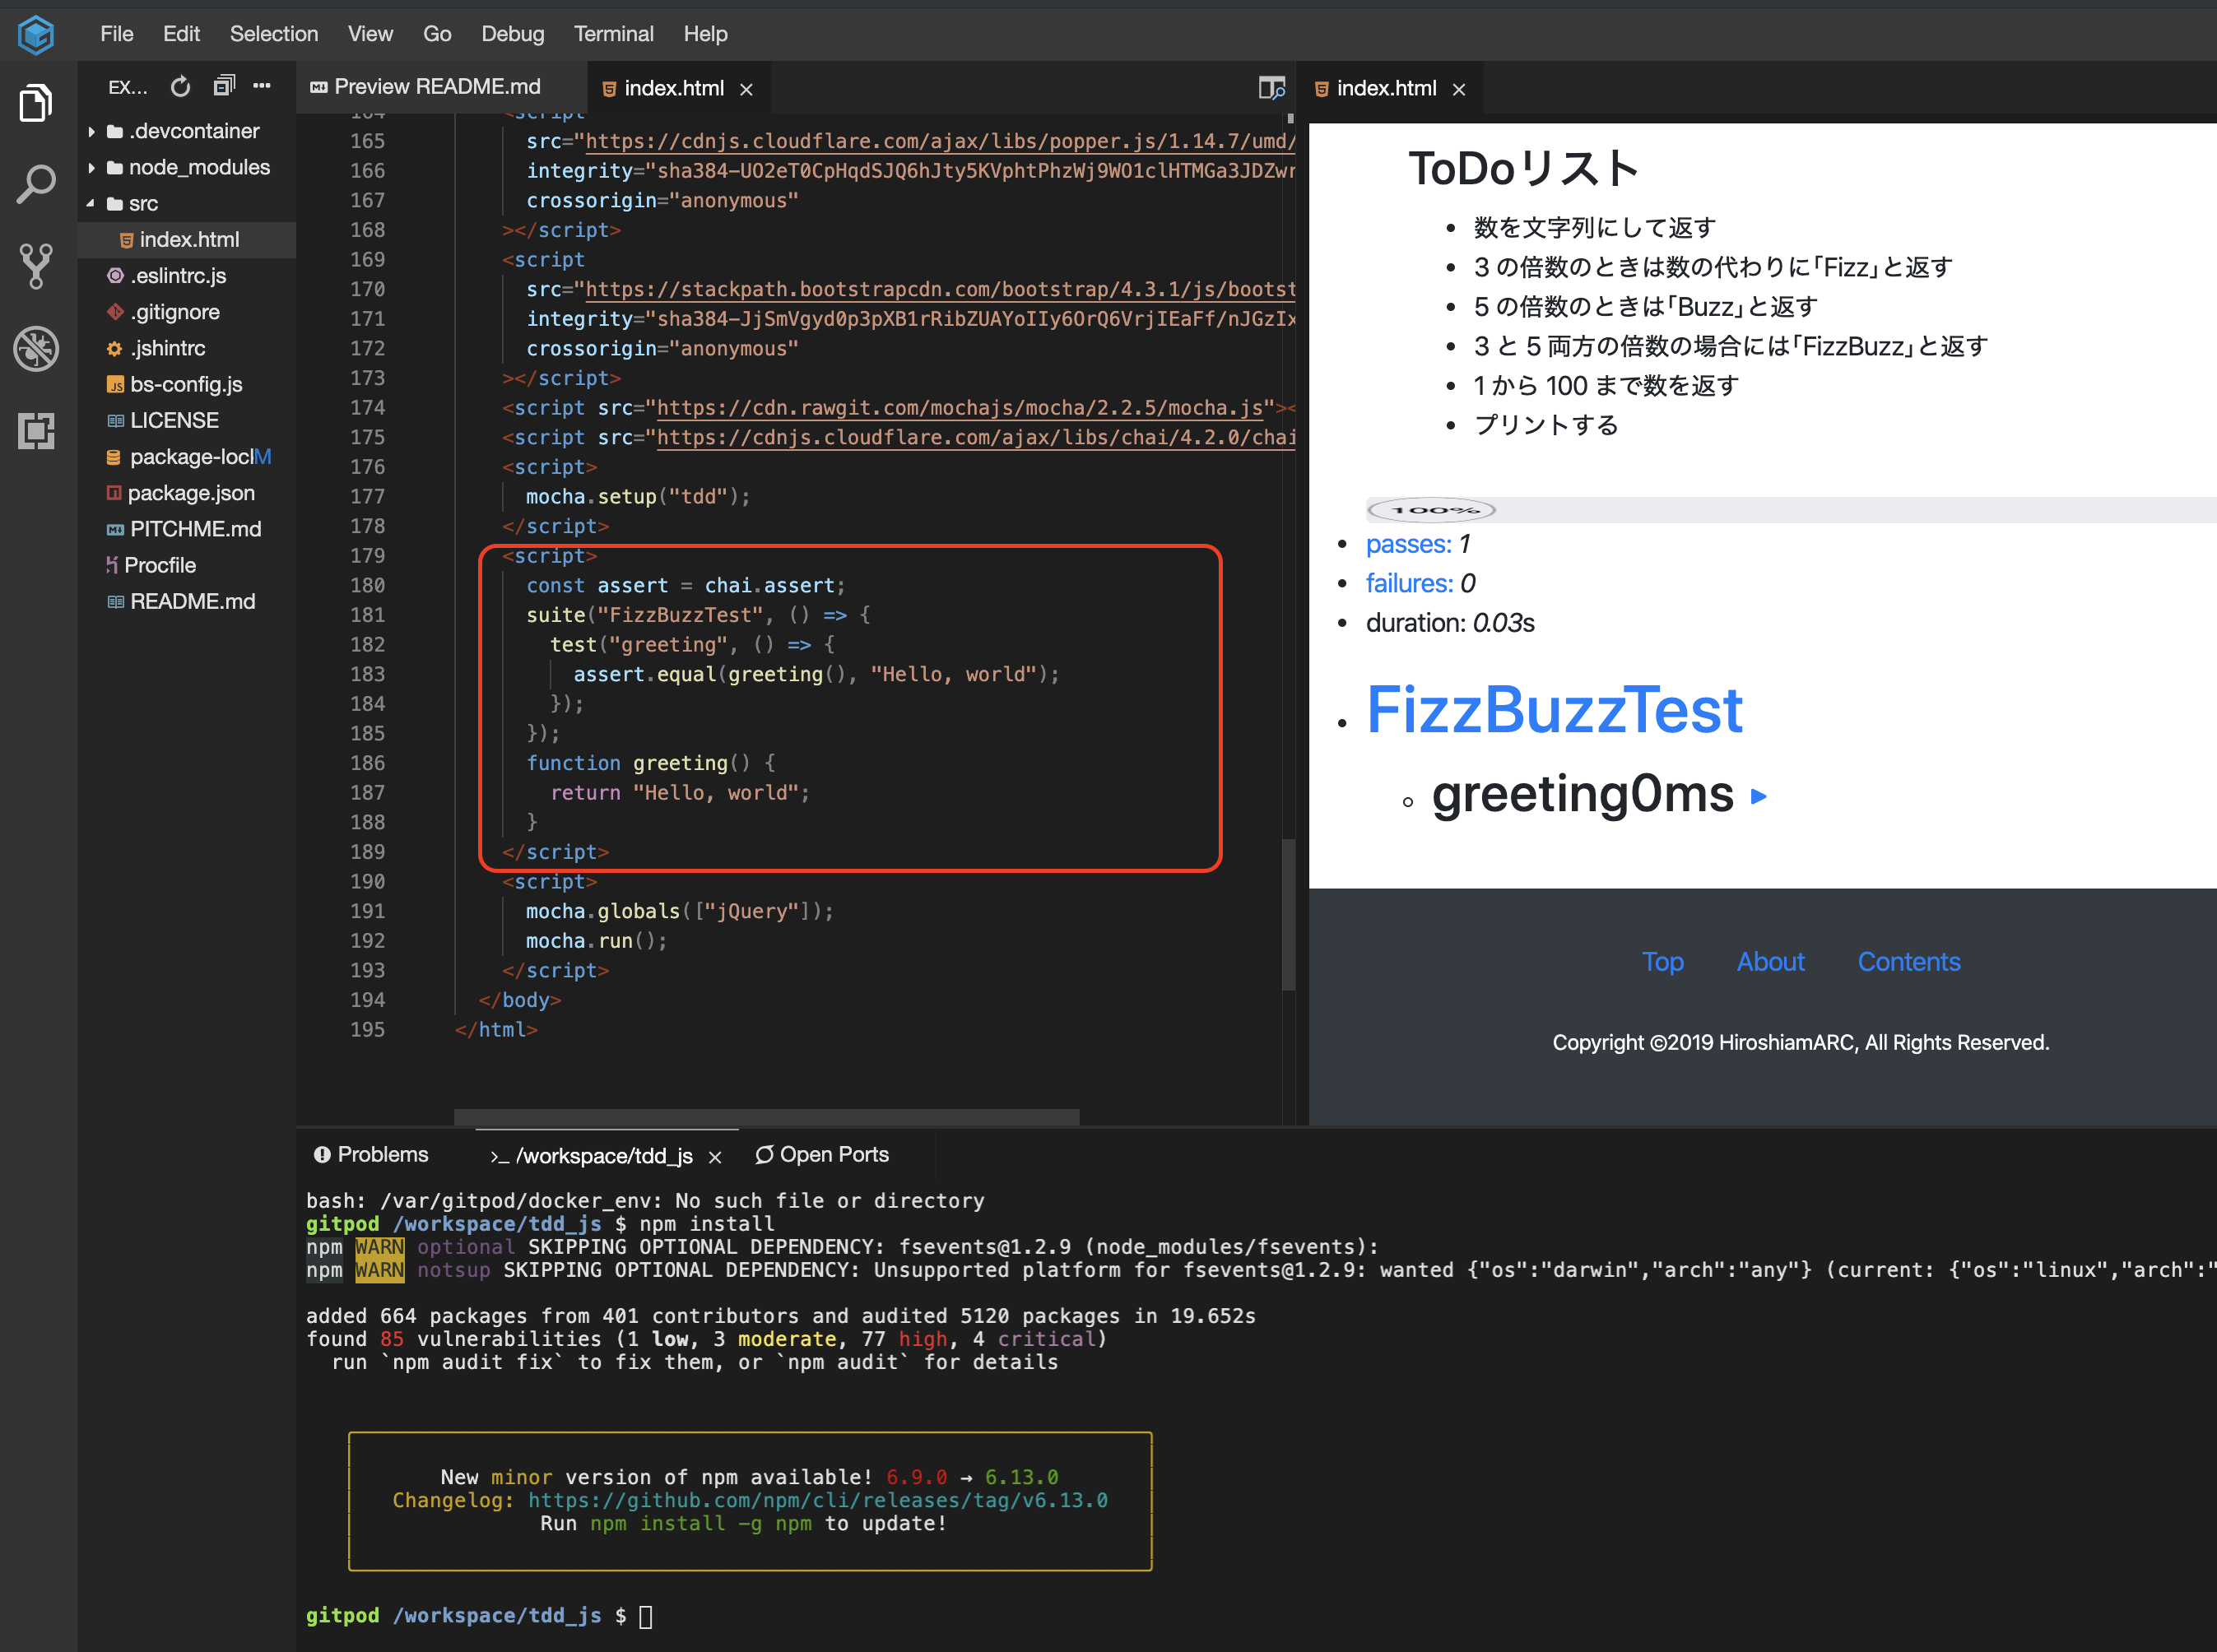 File Edit Selection View Go Debug Terminal Help
EX...
.devcontainer
node_modules
src
index.html
.eslintrc.js
.gitignore
.jshintrc
bs-config.js
LICENSE
package-locl M
package.json
PITCHME.md
Procfile
README.md
Preview README.md
index.html
164 <script
165 src="https://cdnjs.cloudflare.com/ajax/libs/popper.js/1.14.7/umd/
166 integrity="sha384-UO2eT0CpHqdSJQ6hJty5KVphtPhzWj9WO1clHTMGa3JDZwr
167 crossorigin="anonymous"
168 ></script>
169 <script
170 src="https://stackpath.bootstrapcdn.com/bootstrap/4.3.1/js/bootst
171 integrity="sha384-JjSmVgyd0p3pXB1rRibZUAYoIIy6OrQ6VrjIEaFf/nJGzIx
172 crossorigin="anonymous"
173 ></script>
174 <script src="https://cdn.rawgit.com/mochajs/mocha/2.2.5/mocha.js"><
175 <script src="https://cdnjs.cloudflare.com/ajax/libs/chai/4.2.0/chai
176 <script>
177 mocha.setup("tdd");
178 </script>
179 <script>
180 const assert = chai.assert;
181 suite("FizzBuzzTest", () => {
182 test("greeting", () => {
183 assert.equal(greeting(), "Hello, world");
184 });
185 });
186 function greeting() {
187 return "Hello, world";
188 }
189 </script>
190 <script>
191 mocha.globals(["jQuery"]);
192 mocha.run();
193 </script>
194 </body>
195 </html>
index.html
ToDoリスト
数を文字列にして返す
3 の倍数のときは数の代わりに｢Fizz｣と返す
5 の倍数のときは｢Buzz｣と返す
3 と 5 両方の倍数の場合には｢FizzBuzz｣と返す
1 から 100 まで数を返す
プリントする
100%
passes: 1
failures: 0
duration: 0.03s
FizzBuzzTest
greeting0ms
Top About Contents
Copyright ©2019 HiroshiamARC, All Rights Reserved.
Problems >_ /workspace/tdd_js Open Ports
bash: /var/gitpod/docker_env: No such file or directory
gitpod /workspace/tdd_js $ npm install
npm WARN optional SKIPPING OPTIONAL DEPENDENCY: fsevents@1.2.9 (node_modules/fsevents):
npm WARN notsup SKIPPING OPTIONAL DEPENDENCY: Unsupported platform for fsevents@1.2.9: wanted {"os":"darwin","arch":"any"} (current: {"os":"linux","arch":"
added 664 packages from 401 contributors and audited 5120 packages in 19.652s
found 85 vulnerabilities (1 low, 3 moderate, 77 high, 4 critical)
run `npm audit fix` to fix them, or `npm audit` for details
New minor version of npm available! 6.9.0 → 6.13.0
Changelog: https://github.com/npm/cli/releases/tag/v6.13.0
Run npm install -g npm to update!
gitpod /workspace/tdd_js $